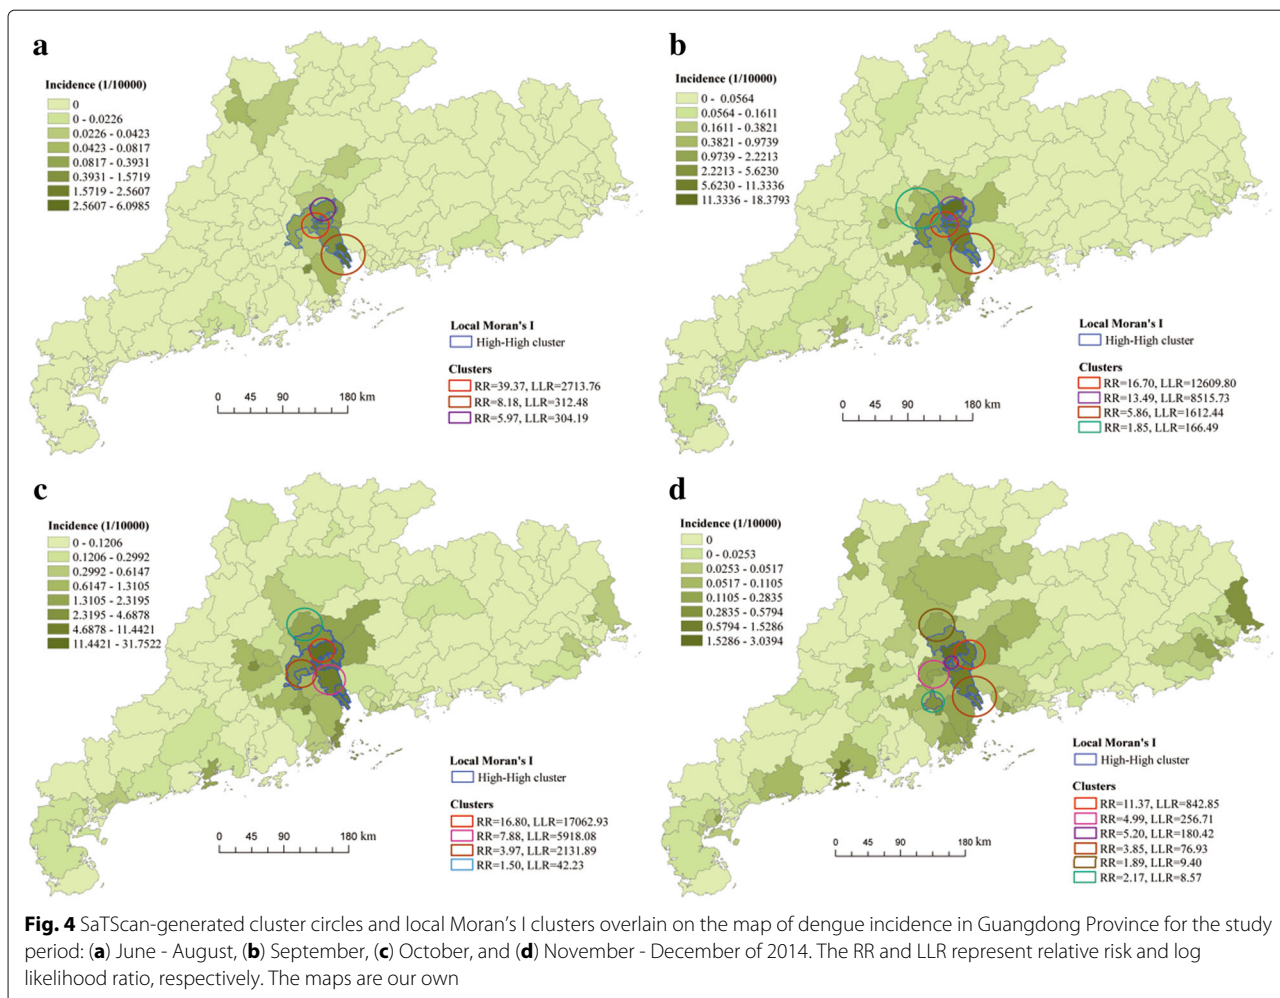 a
Incidence (1/10000)
0
0 - 0.0226
0.0226 - 0.0423
0.0423 - 0.0817
0.0817 - 0.3931
0.3931 - 1.5719
1.5719 - 2.5607
2.5607 - 6.0985
Local Moran's I
High-High cluster
Clusters
RR=39.37, LLR=2713.76
RR=8.18, LLR=312.48
RR=5.97, LLR=304.19
0 45 90 180 km
b
Incidence (1/10000)
0 - 0.0564
0.0564 - 0.1611
0.1611 - 0.3821
0.3821 - 0.9739
0.9739 - 2.2213
2.2213 - 5.6230
5.6230 - 11.3336
11.3336 - 18.3793
Local Moran's I
High-High cluster
Clusters
RR=16.70, LLR=12609.80
RR=13.49, LLR=8515.73
RR=5.86, LLR=1612.44
RR=1.85, LLR=166.49
0 45 90 180 km
c
Incidence (1/10000)
0 - 0.1206
0.1206 - 0.2992
0.2992 - 0.6147
0.6147 - 1.3105
1.3105 - 2.3195
2.3195 - 4.6878
4.6878 - 11.4421
11.4421 - 31.7522
Local Moran's I
High-High cluster
Clusters
RR=16.80, LLR=17062.93
RR=7.88, LLR=5918.08
RR=3.97, LLR=2131.89
RR=1.50, LLR=42.23
0 45 90 180 km
d
Incidence (1/10000)
0
0 - 0.0253
0.0253 - 0.0517
0.0517 - 0.1105
0.1105 - 0.2835
0.2835 - 0.5794
0.5794 - 1.5286
1.5286 - 3.0394
Local Moran's I
High-High cluster
Clusters
RR=11.37, LLR=842.85
RR=4.99, LLR=256.71
RR=5.20, LLR=180.42
RR=3.85, LLR=76.93
RR=1.89, LLR=9.40
RR=2.17, LLR=8.57
0 45 90 180 km
Fig. 4 SaTScan-generated cluster circles and local Moran's I clusters overlain on the map of dengue incidence in Guangdong Province for the study
period: (a) June - August, (b) September, (c) October, and (d) November - December of 2014. The RR and LLR represent relative risk and log
likelihood ratio, respectively. The maps are our own